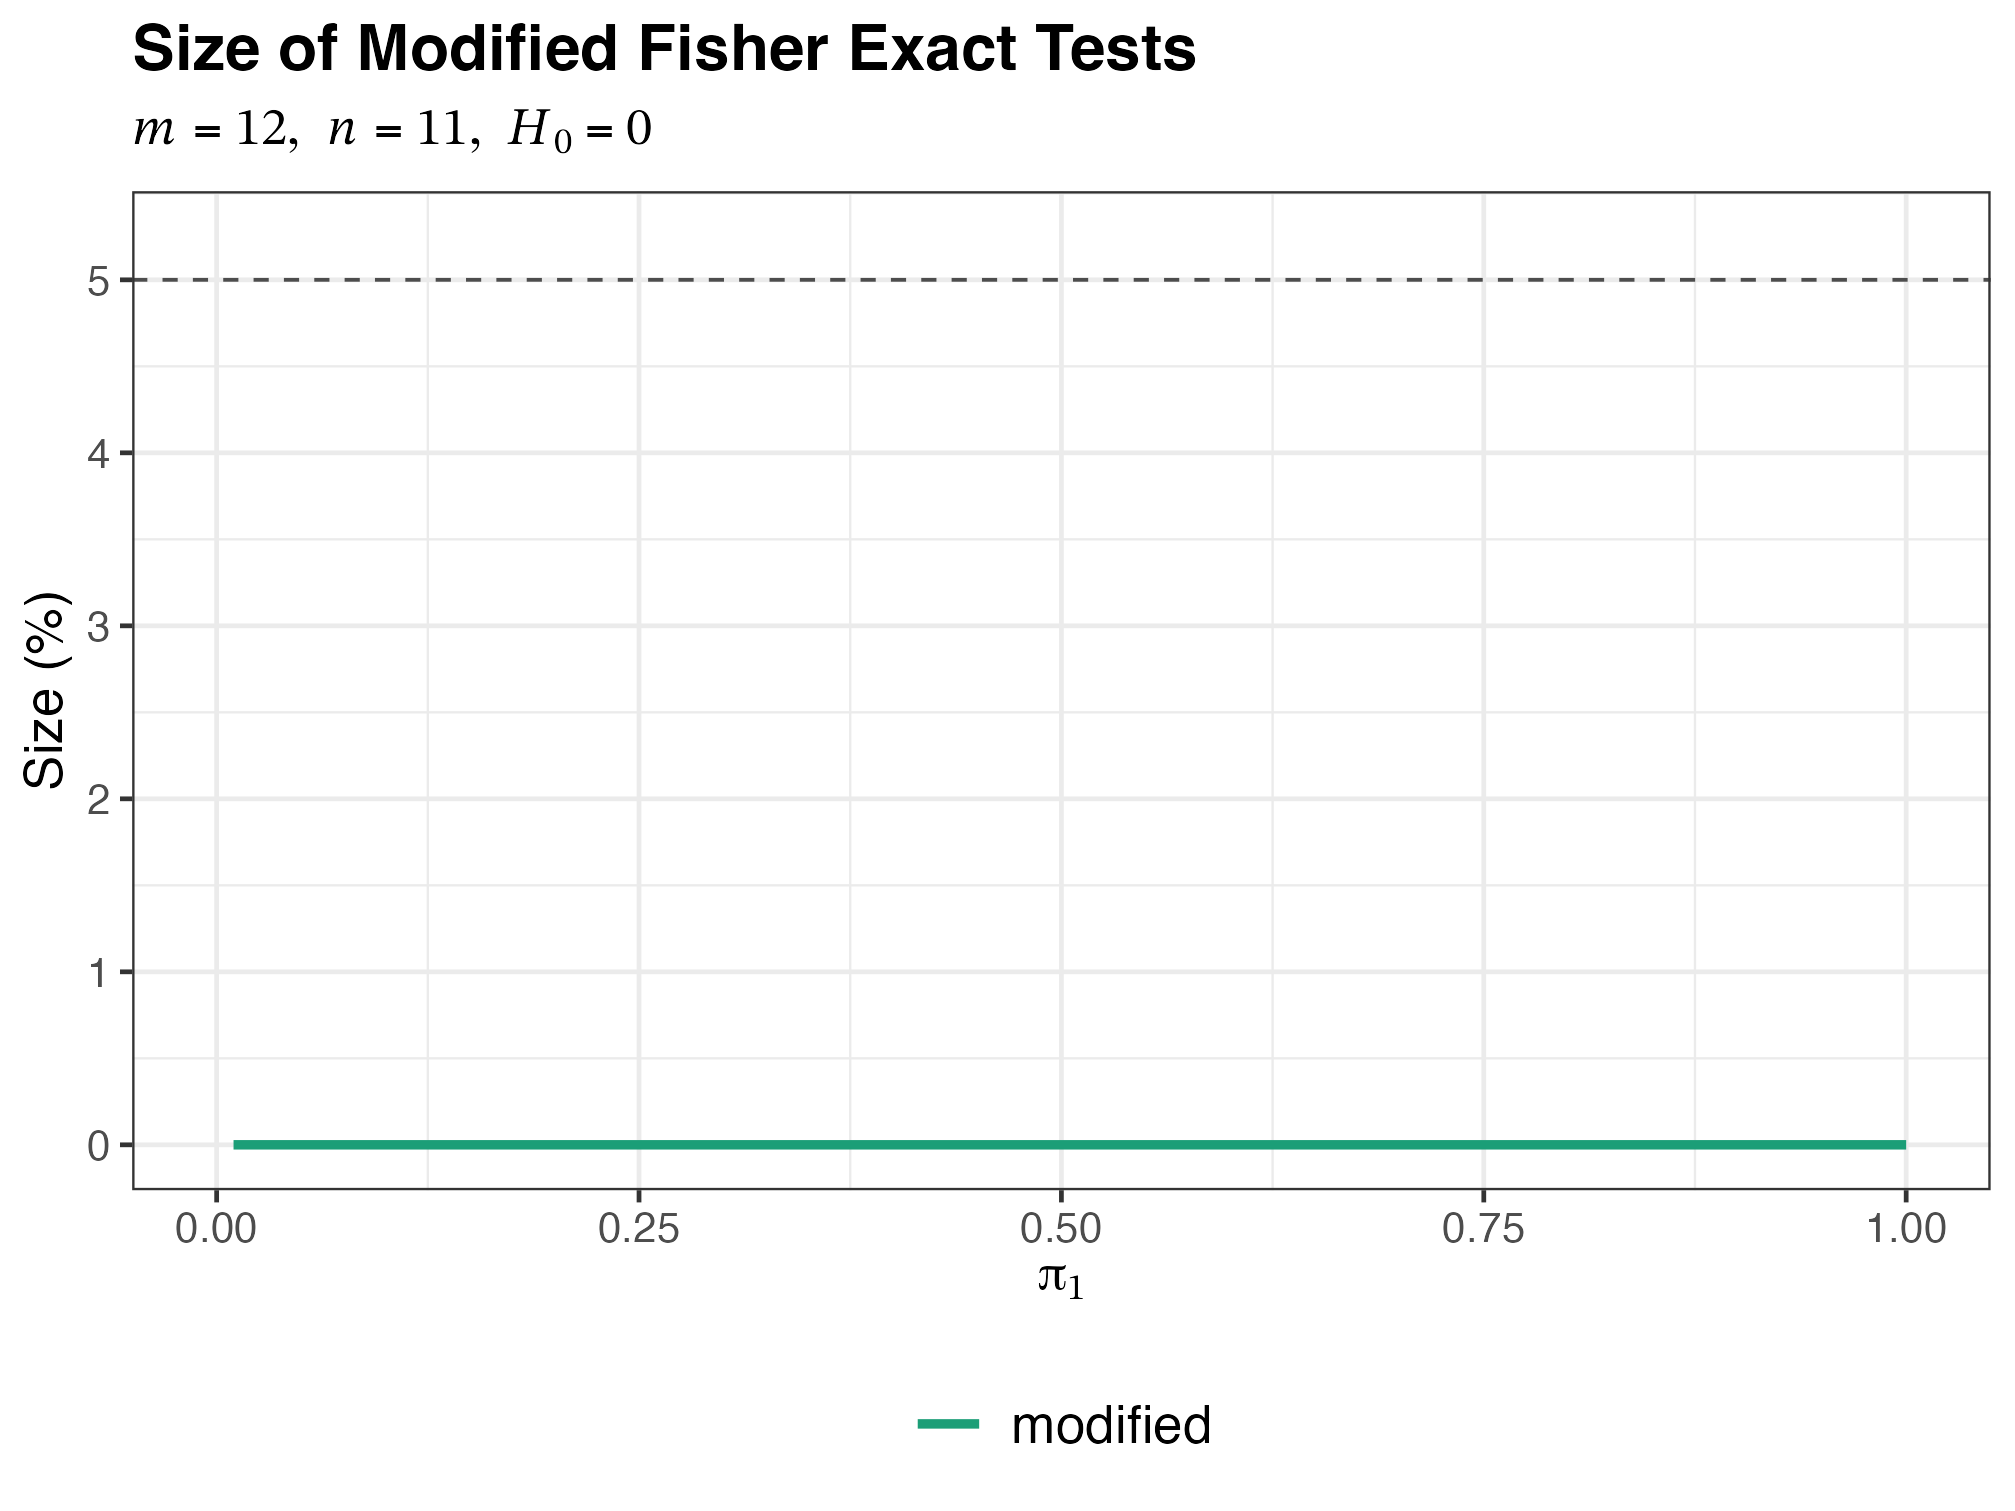 Size of Modified Fisher Exact Tests
m = 12, n = 11, H₀ = 0
Size (%)
5
4
3
2
1
0
0.00 0.25 0.50 0.75 1.00
π₁
modified